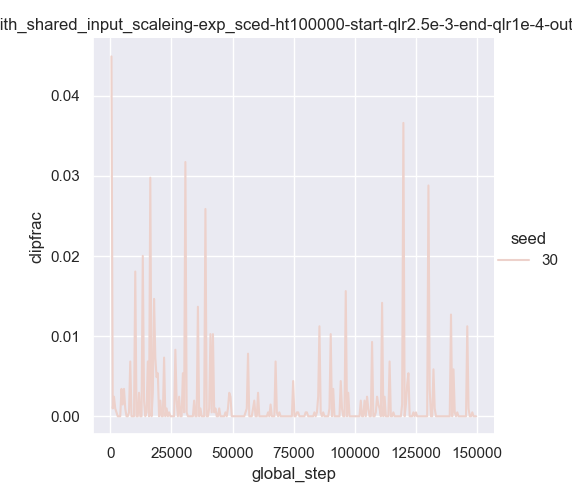 ith_shared_input_scaleing-exp_sced-ht100000-start-qlr2.5e-3-end-qlr1e-4-out
0.04
0.03
0.02
0.01
0.00
clipfrac
0 25000 50000 75000 100000 125000 150000
global_step
seed
30